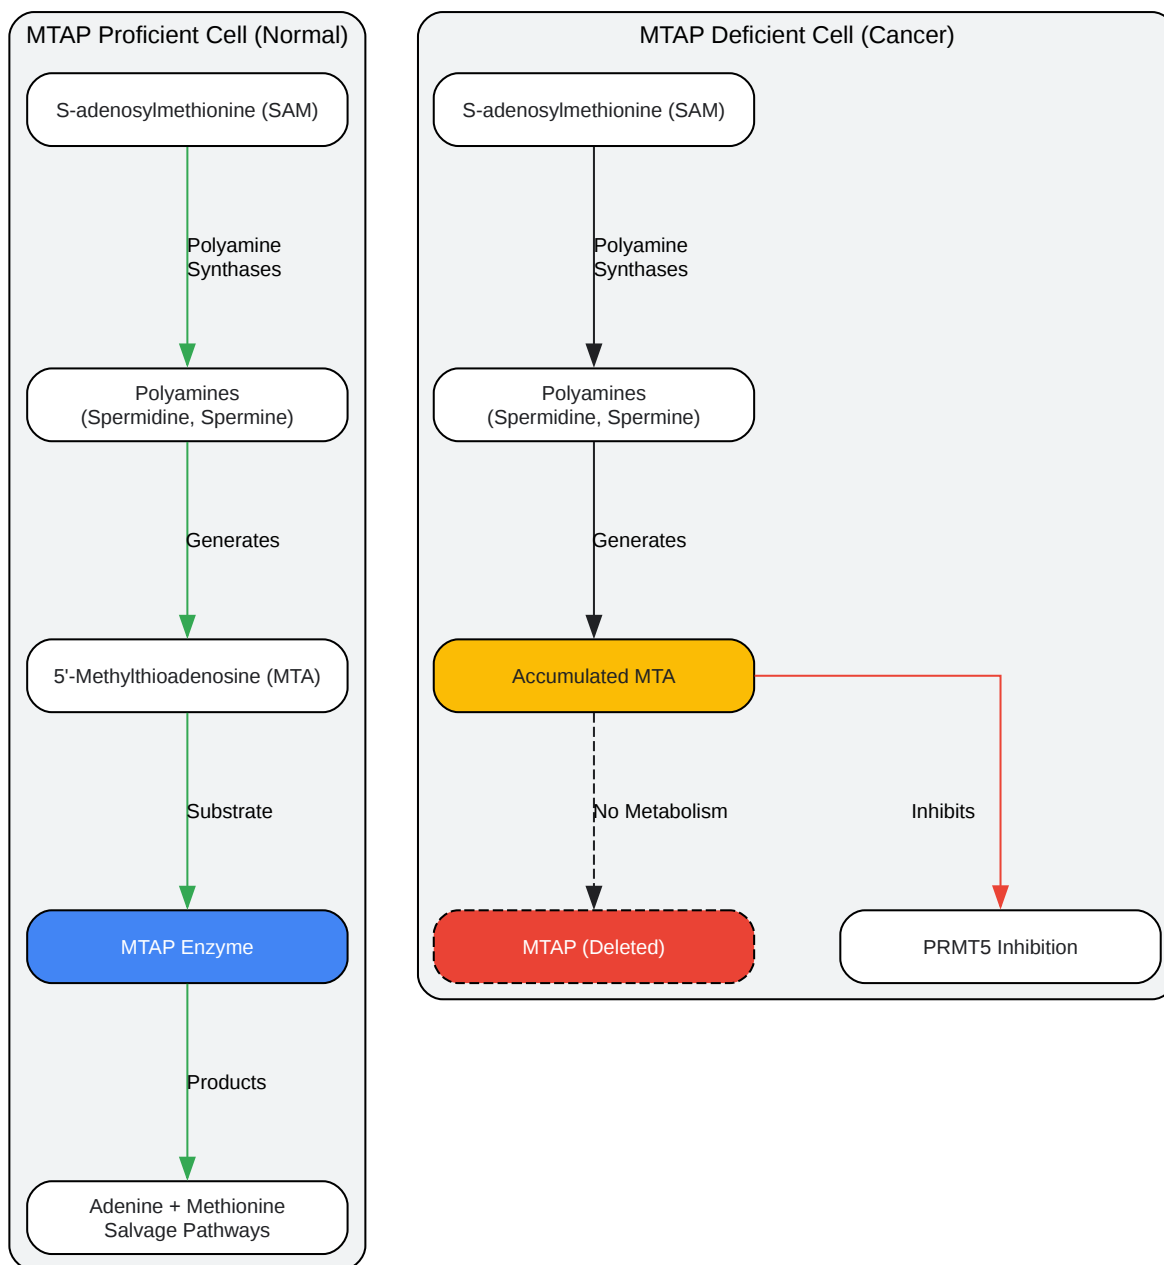 MTAP Proficient Cell (Normal)
S-adenosylmethionine (SAM)
Polyamine
Synthases
Polyamines
(Spermidine, Spermine)
Generates
5'-Methylthioadenosine (MTA)
Substrate
MTAP Enzyme
Products
Adenine + Methionine
Salvage Pathways
MTAP Deficient Cell (Cancer)
S-adenosylmethionine (SAM)
Polyamine
Synthases
Polyamines
(Spermidine, Spermine)
Generates
Accumulated MTA
No Metabolism
Inhibits
MTAP (Deleted)
PRMT5 Inhibition